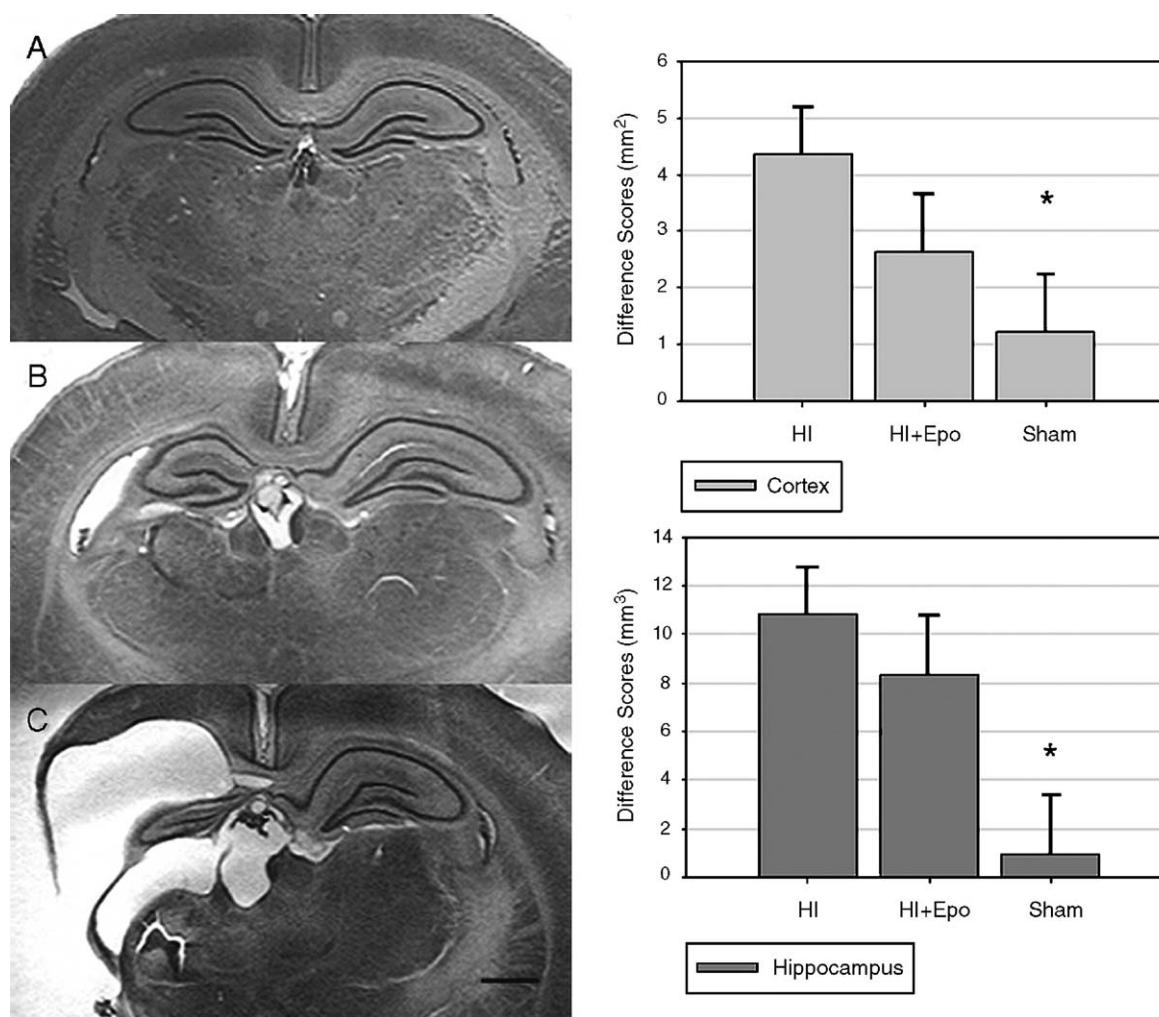 A
B
C
Difference Scores (mm²)
6
5
4
3
2
1
0
*
HI
HI+Epo
Sham
Cortex
Difference Scores (mm³)
14
12
10
8
6
4
2
0
*
HI
HI+Epo
Sham
Hippocampus